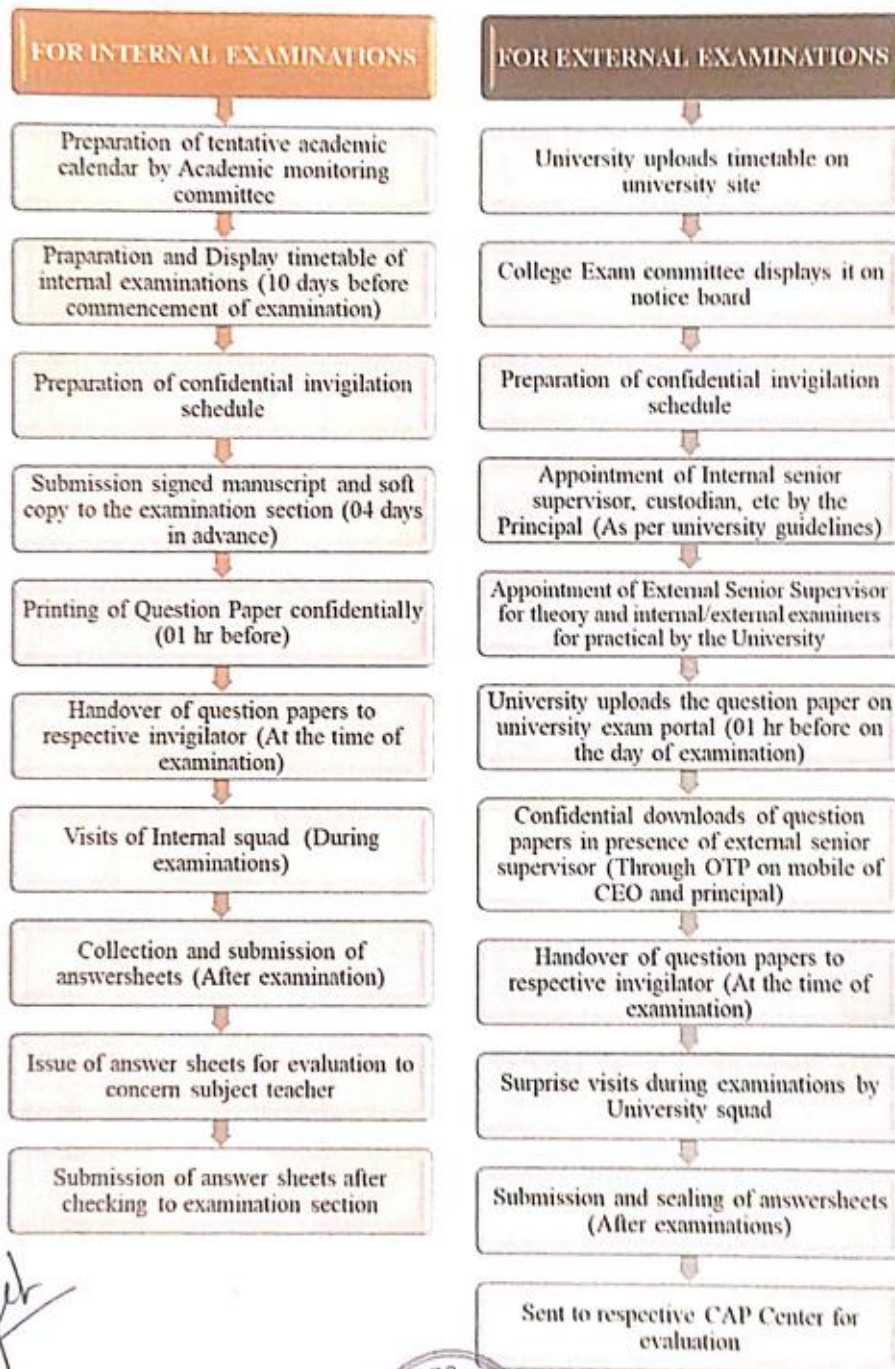 FOR INTERNAL EXAMINATIONS
Preparation of tentative academic
calendar by Academic monitoring
committee
Praparation and Display timetable of
internal examinations (10 days before
commencement of examination)
Preparation of confidential invigilation
schedule
Submission signed manuscript and soft
copy to the examination section (04 days
in advance)
Printing of Question Paper confidentially
(01 hr before)
Handover of question papers to
respective invigilator (At the time of
examination)
Visits of Internal squad (During
examinations)
Collection and submission of
answersheets (After examination)
Issue of answer sheets for evaluation to
concern subject teacher
Submission of answer sheets after
checking to examination section
FOR EXTERNAL EXAMINATIONS
University uploads timetable on
university site
College Exam committee displays it on
notice board
Preparation of confidential invigilation
schedule
Appointment of Internal senior
supervisor, custodian, etc by the
Principal (As per university guidelines)
Appointment of External Senior Supervisor
for theory and internal/external examiners
for practical by the University
University uploads the question paper on
university exam portal (01 hr before on
the day of examination)
Confidential downloads of question
papers in presence of external senior
supervisor (Through OTP on mobile of
CEO and principal)
Handover of question papers to
respective invigilator (At the time of
examination)
Surprise visits during examinations by
University squad
Submission and sealing of answersheets
(After examinations)
Sent to respective CAP Center for
evaluation